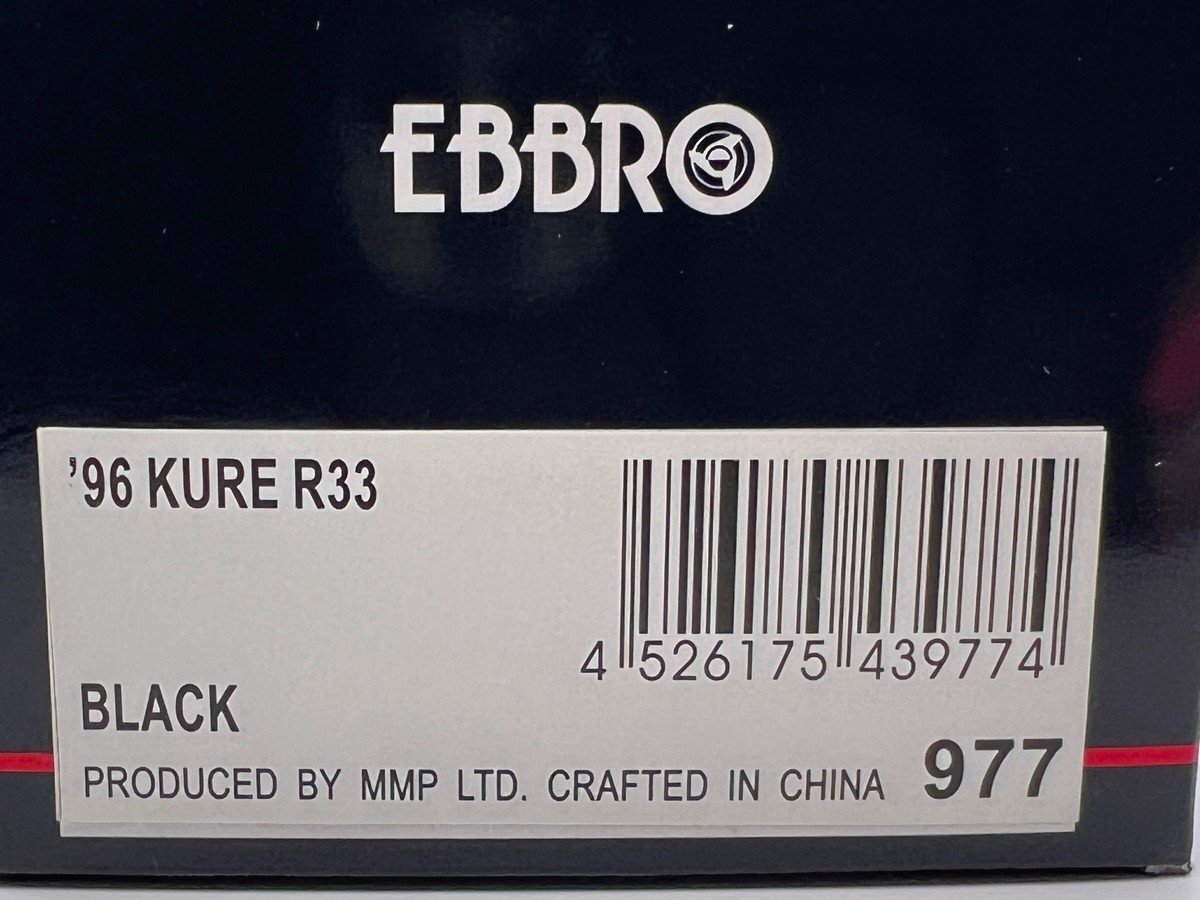 EBBRO
'96 KURE R33
4 526175 439774
BLACK
PRODUCED BY MMP LTD. CRAFTED IN CHINA 977